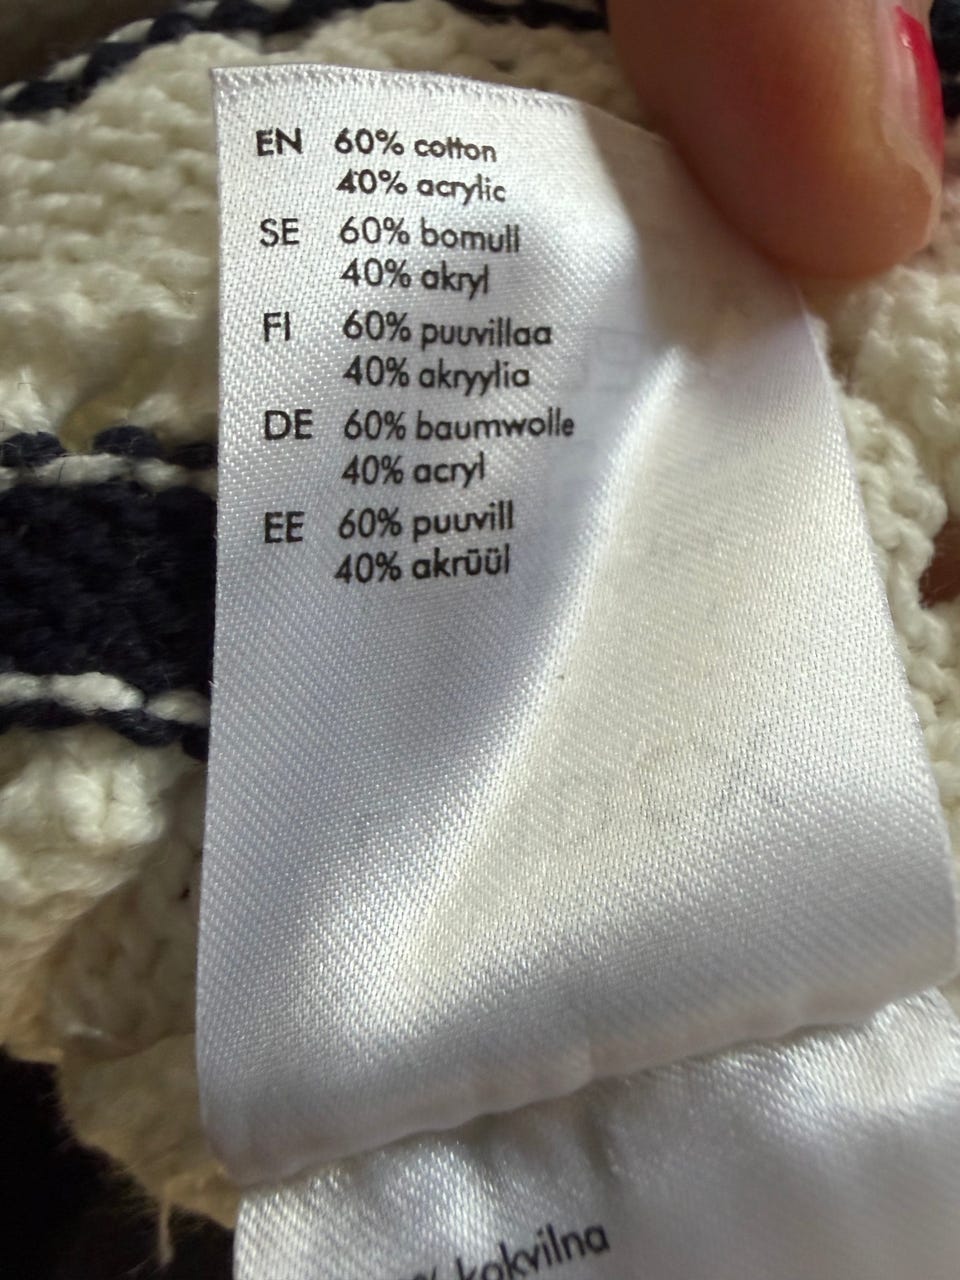 EN 60% cotton
40% acrylic
SE 60% bomull
40% akryl
FI 60% puuvillaa
40% akryylia
DE 60% baumwolle
40% acryl
EE 60% puuvill
40% akrüül
% kokvilna